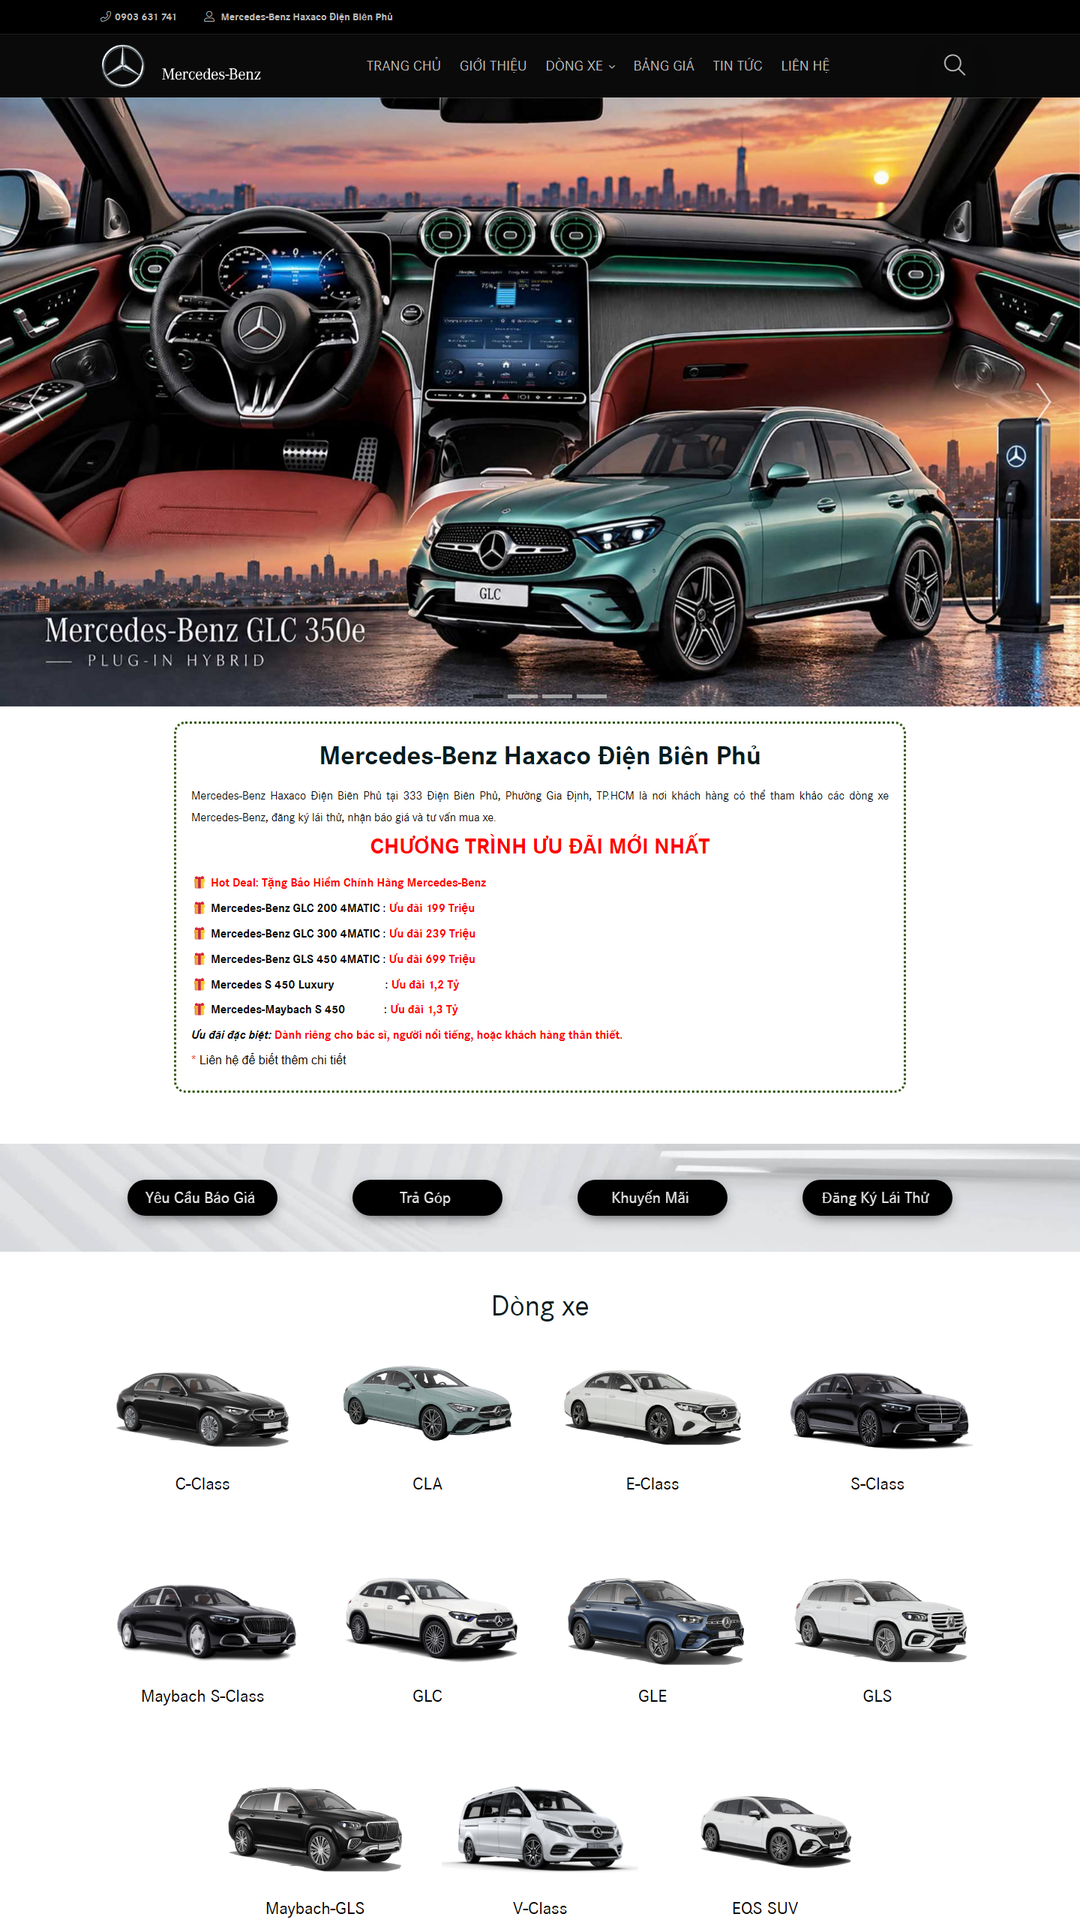 0903 631 741
Mercedes-Benz Haxaco Điện Biên Phủ
Mercedes-Benz
TRANG CHỦ
GIỚI THIỆU
DÒNG XE
BẢNG GIÁ
TIN TỨC
LIÊN HỆ
GLC
Mercedes-Benz GLC 350e
PLUG-IN HYBRID
Mercedes-Benz Haxaco Điện Biên Phủ
Mercedes-Benz Haxaco Điện Biên Phủ tại 333 Điện Biên Phủ, Phường Gia Định, TP.HCM là nơi khách hàng có thể tham khảo các dòng xe
Mercedes-Benz, đăng ký lái thử, nhận báo giá và tư vấn mua xe.
CHƯƠNG TRÌNH ƯU ĐÃI MỚI NHẤT
Hot Deal: Tặng Bảo Hiểm Chính Hãng Mercedes-Benz
Mercedes-Benz GLC 200 4MATIC : Ưu đãi 199 Triệu
Mercedes-Benz GLC 300 4MATIC : Ưu đãi 239 Triệu
Mercedes-Benz GLS 450 4MATIC : Ưu đãi 699 Triệu
Mercedes S 450 Luxury : Ưu đãi 1,2 Tỷ
Mercedes-Maybach S 450 : Ưu đãi 1,3 Tỷ
Ưu đãi đặc biệt: Dành riêng cho bác sĩ, người nổi tiếng, hoặc khách hàng thân thiết.
* Liên hệ để biết thêm chi tiết
Yêu Cầu Báo Giá
Trả Góp
Khuyến Mãi
Đăng Ký Lái Thử
Dòng xe
C-Class
CLA
E-Class
S-Class
Maybach S-Class
GLC
GLE
GLS
Maybach-GLS
V-Class
EQS SUV